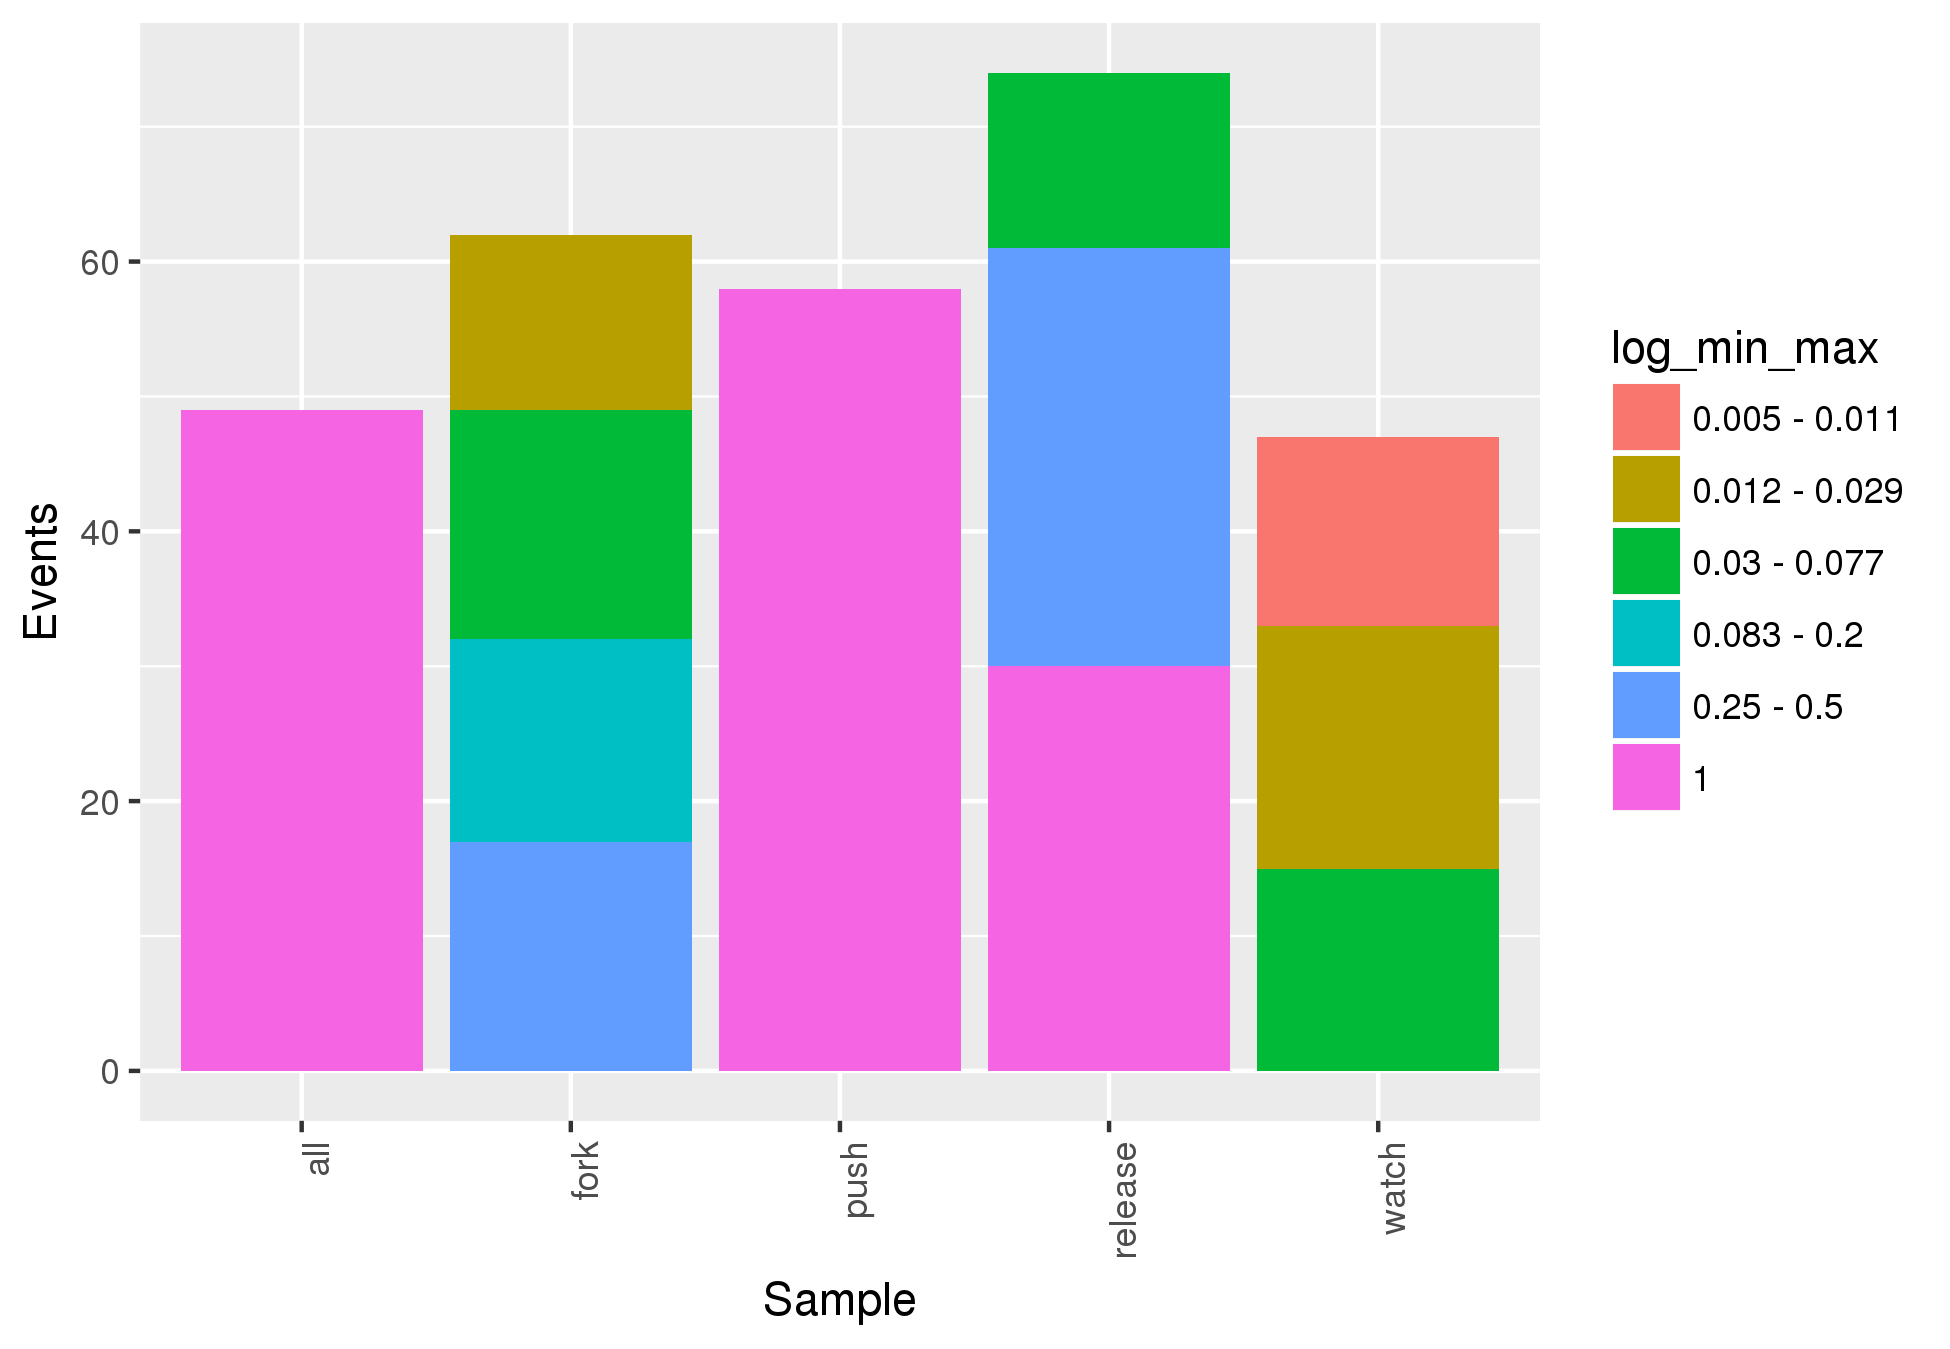 Events
60
40
20
0
all
fork
push
release
watch
Sample
log_min_max
0.005 - 0.011
0.012 - 0.029
0.03 - 0.077
0.083 - 0.2
0.25 - 0.5
1